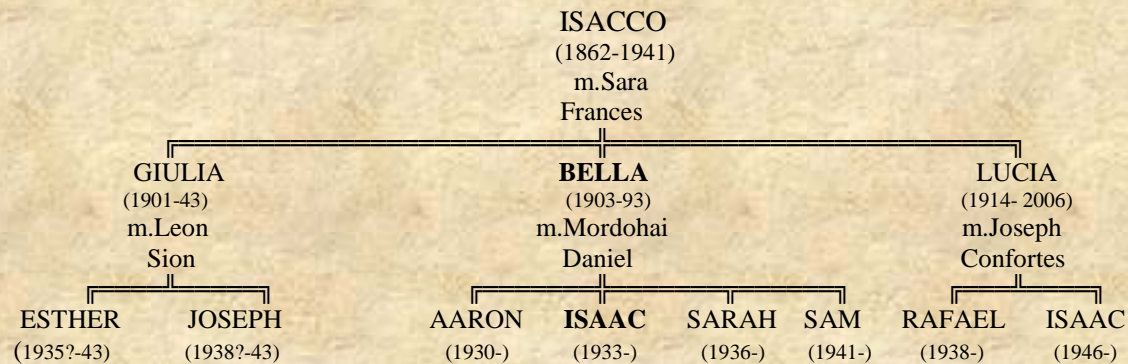 ISACCO
(1862-1941)
m.Sara
Frances
GIULIA BELLA LUCIA
(1901-43) (1903-93) (1914- 2006)
m.Leon m.Mordohai m.Joseph
Sion Daniel Confortes
ESTHER JOSEPH AARON ISAAC SARAH SAM RAFAEL ISAAC
(1935?-43) (1938?-43) (1930-) (1933-) (1936-) (1941-) (1938-) (1946-)